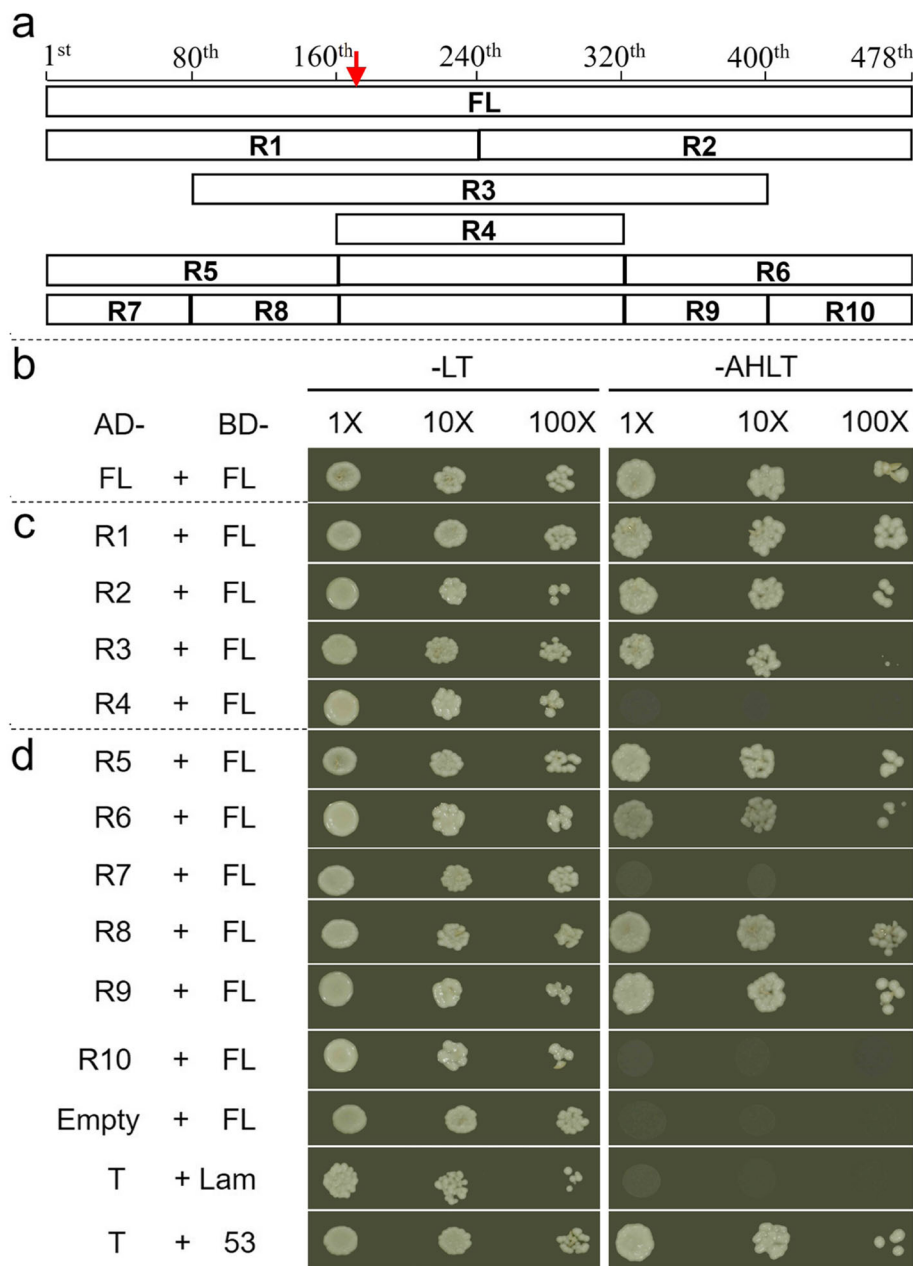 a
1st 80th 160th 240th 320th 400th 478th
FL
R1 R2
R3
R4
R5 R6
R7 R8 R9 R10
b
-LT -AHLT
AD- BD- 1X 10X 100X 1X 10X 100X
FL + FL
c
R1 + FL
R2 + FL
R3 + FL
R4 + FL
d
R5 + FL
R6 + FL
R7 + FL
R8 + FL
R9 + FL
R10 + FL
Empty + FL
T + Lam
T + 53